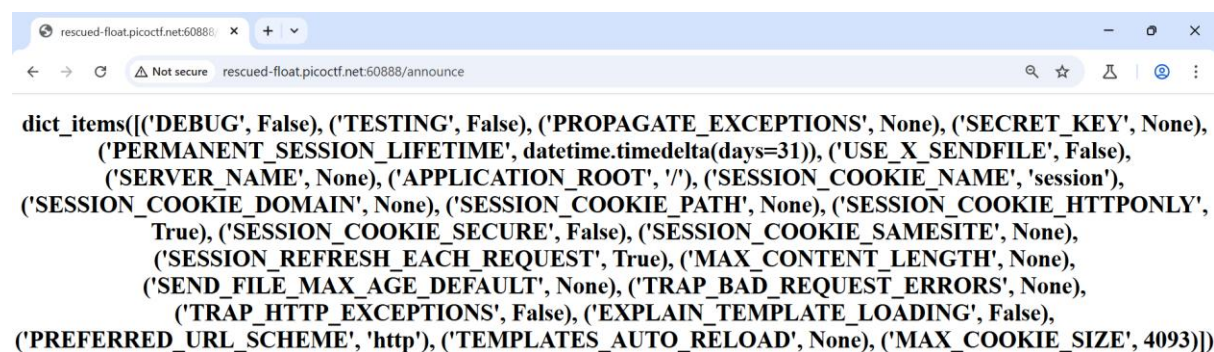 rescued-float.picoctf.net:60888/
Not secure rescued-float.picoctf.net:60888/announce
dict_items([('DEBUG', False), ('TESTING', False), ('PROPAGATE_EXCEPTIONS', None), ('SECRET_KEY', None),
('PERMANENT_SESSION_LIFETIME', datetime.timedelta(days=31)), ('USE_X_SENDFILE', False),
('SERVER_NAME', None), ('APPLICATION_ROOT', '/'), ('SESSION_COOKIE_NAME', 'session'),
('SESSION_COOKIE_DOMAIN', None), ('SESSION_COOKIE_PATH', None), ('SESSION_COOKIE_HTTPONLY',
True), ('SESSION_COOKIE_SECURE', False), ('SESSION_COOKIE_SAMESITE', None),
('SESSION_REFRESH_EACH_REQUEST', True), ('MAX_CONTENT_LENGTH', None),
('SEND_FILE_MAX_AGE_DEFAULT', None), ('TRAP_BAD_REQUEST_ERRORS', None),
('TRAP_HTTP_EXCEPTIONS', False), ('EXPLAIN_TEMPLATE_LOADING', False),
('PREFERRED_URL_SCHEME', 'http'), ('TEMPLATES_AUTO_RELOAD', None), ('MAX_COOKIE_SIZE', 4093)])